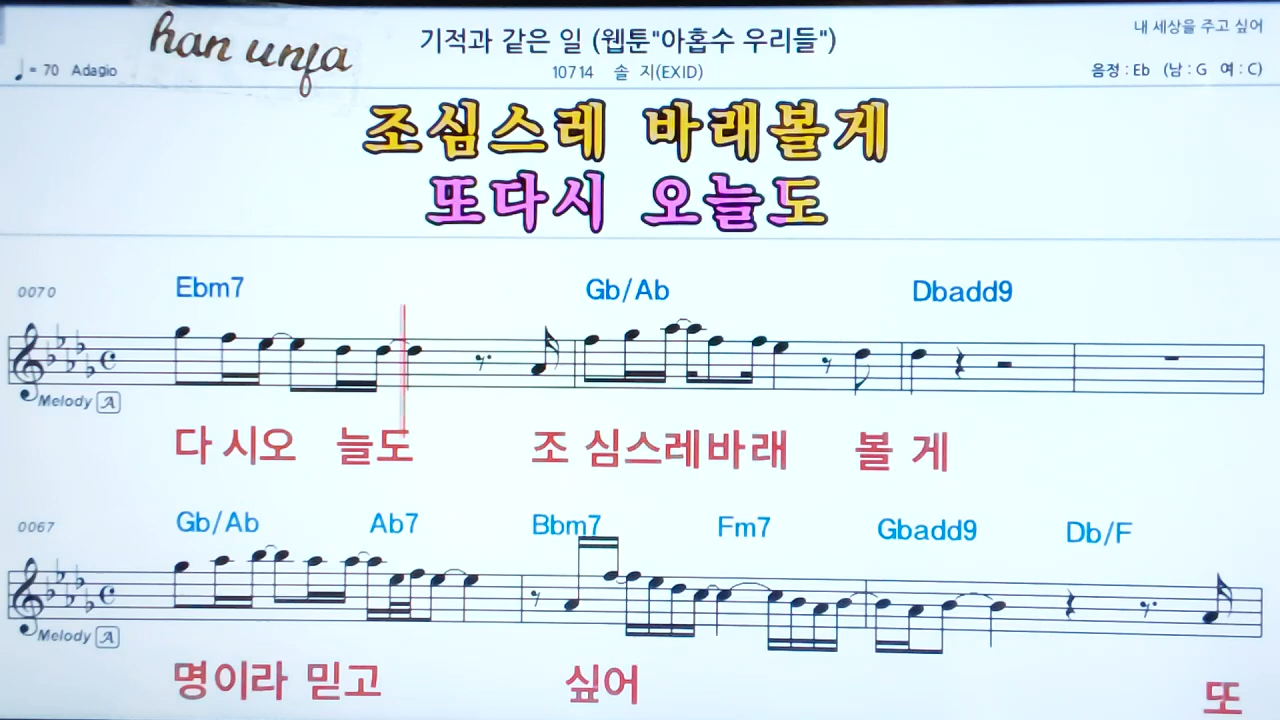 han unfa
기적과 같은 일 (웹툰"아홉수 우리들")
내 세상을 주고 싶어
♩= 70 Adagio
10714 솔 지(EXID)
음정 : Eb (남 : G 여 : C)
조심스레 바래볼게
또다시 오늘도
0070 Ebm7 Gb/Ab Dbadd9
Melody A
다 시오 늘도 조 심스레바래 볼 게
0067 Gb/Ab Ab7 Bbm7 Fm7 Gbadd9 Db/F
Melody A
명이라 믿고 싶어 또